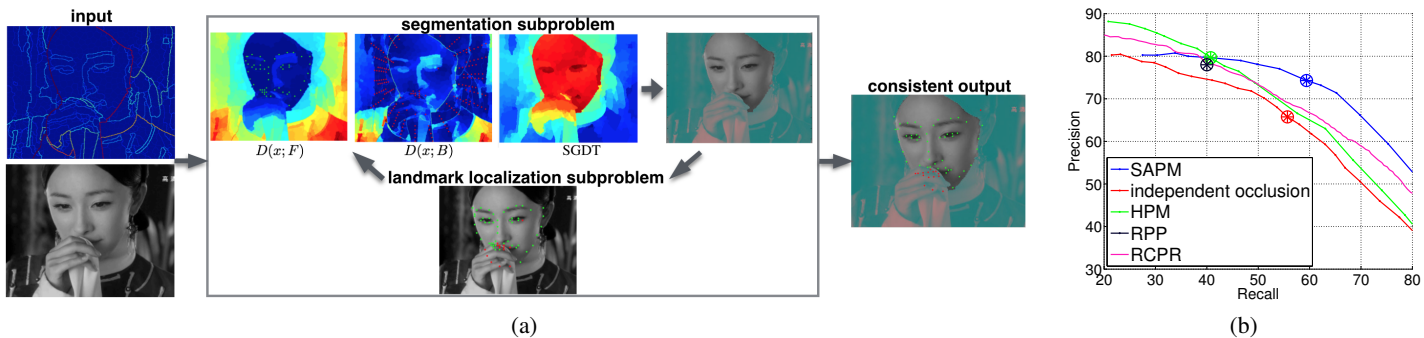 input
segmentation subproblem
D(x; F)
D(x; B)
SGDT
landmark localization subproblem
consistent output
(a)
Precision
90
80
70
60
50
40
30
SAPM
independent occlusion
HPM
RPP
RCPR
20
30
40
50
60
70
80
Recall
(b)